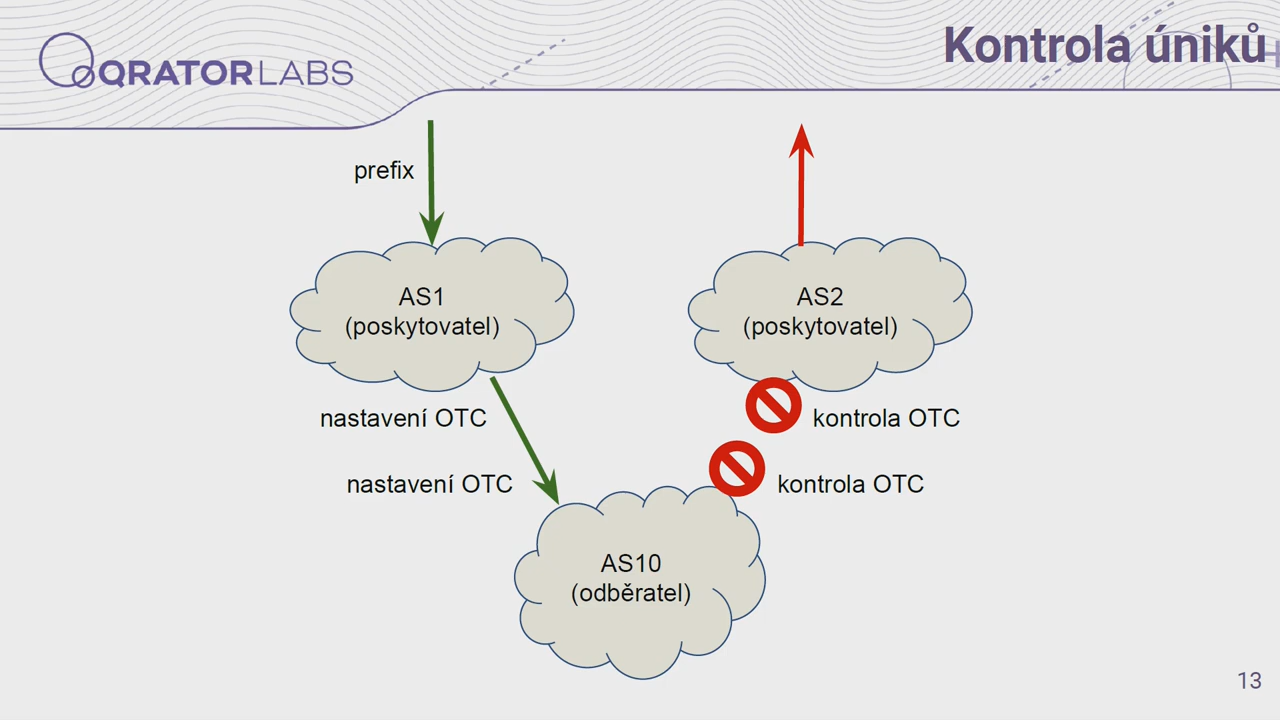 QRATORLABS
Kontrola úniků
prefix
AS1
(poskytovatel)
AS2
(poskytovatel)
nastavení OTC
kontrola OTC
nastavení OTC
kontrola OTC
AS10
(odběratel)
13